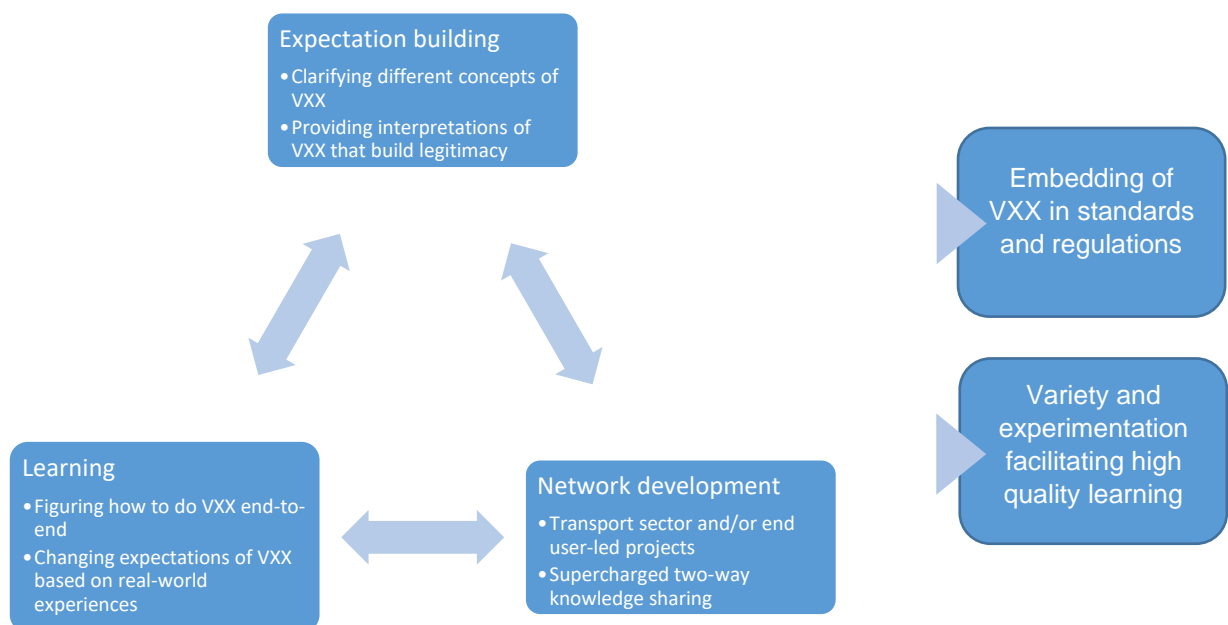 Expectation building
•Clarifying different concepts of
VXX
•Providing interpretations of
VXX that build legitimacy
Embedding of
VXX in standards
and regulations
Variety and
experimentation
facilitating high
quality learning
Learning
•Figuring how to do VXX end-to-
end
•Changing expectations of VXX
based on real-world
experiences
Network development
•Transport sector and/or end
user-led projects
•Supercharged two-way
knowledge sharing